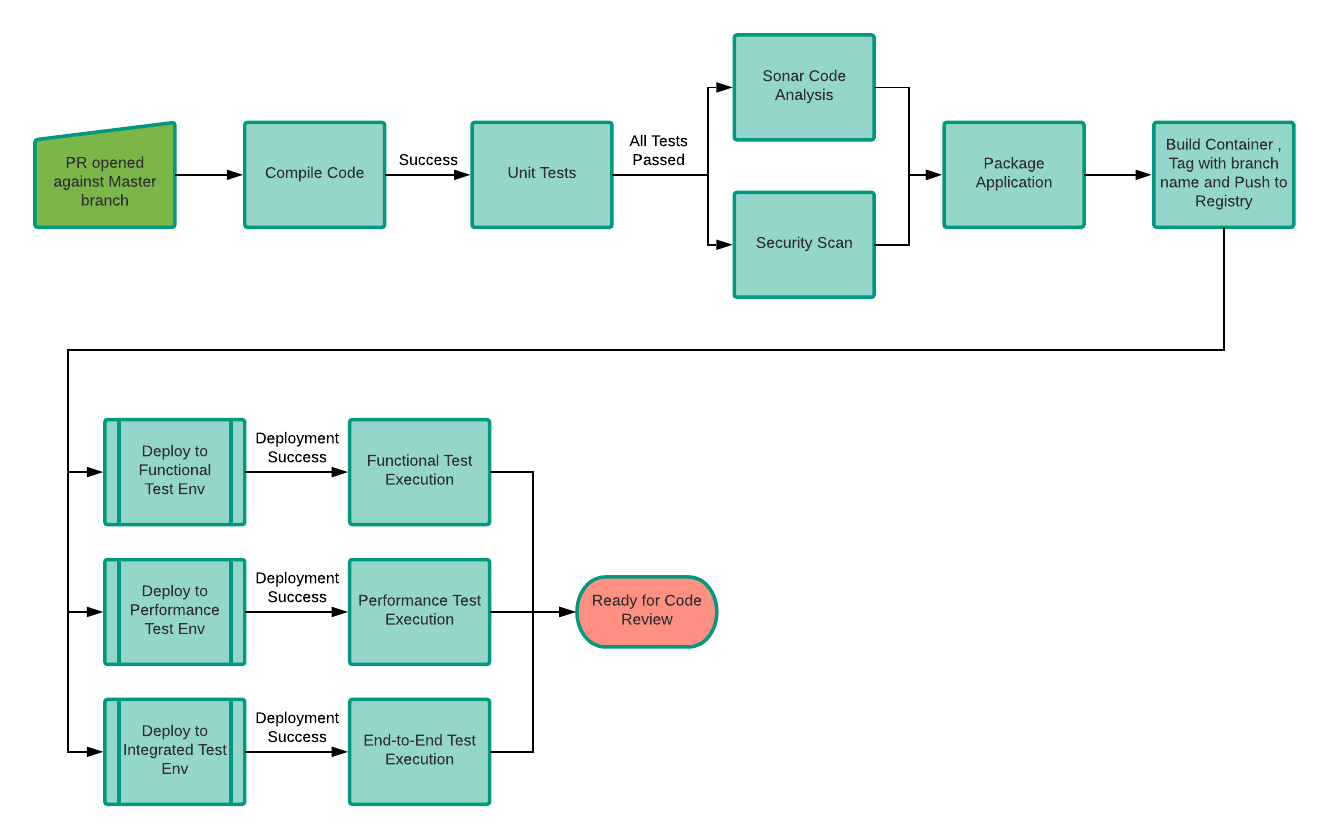 PR opened
against Master
branch
Compile Code
Success
Unit Tests
All Tests
Passed
Sonar Code
Analysis
Security Scan
Package
Application
Build Container ,
Tag with branch
name and Push to
Registry
Deploy to
Functional
Test Env
Deployment
Success
Functional Test
Execution
Deploy to
Performance
Test Env
Deployment
Success
Performance Test
Execution
Ready for Code
Review
Deploy to
Integrated Test
Env
Deployment
Success
End-to-End Test
Execution